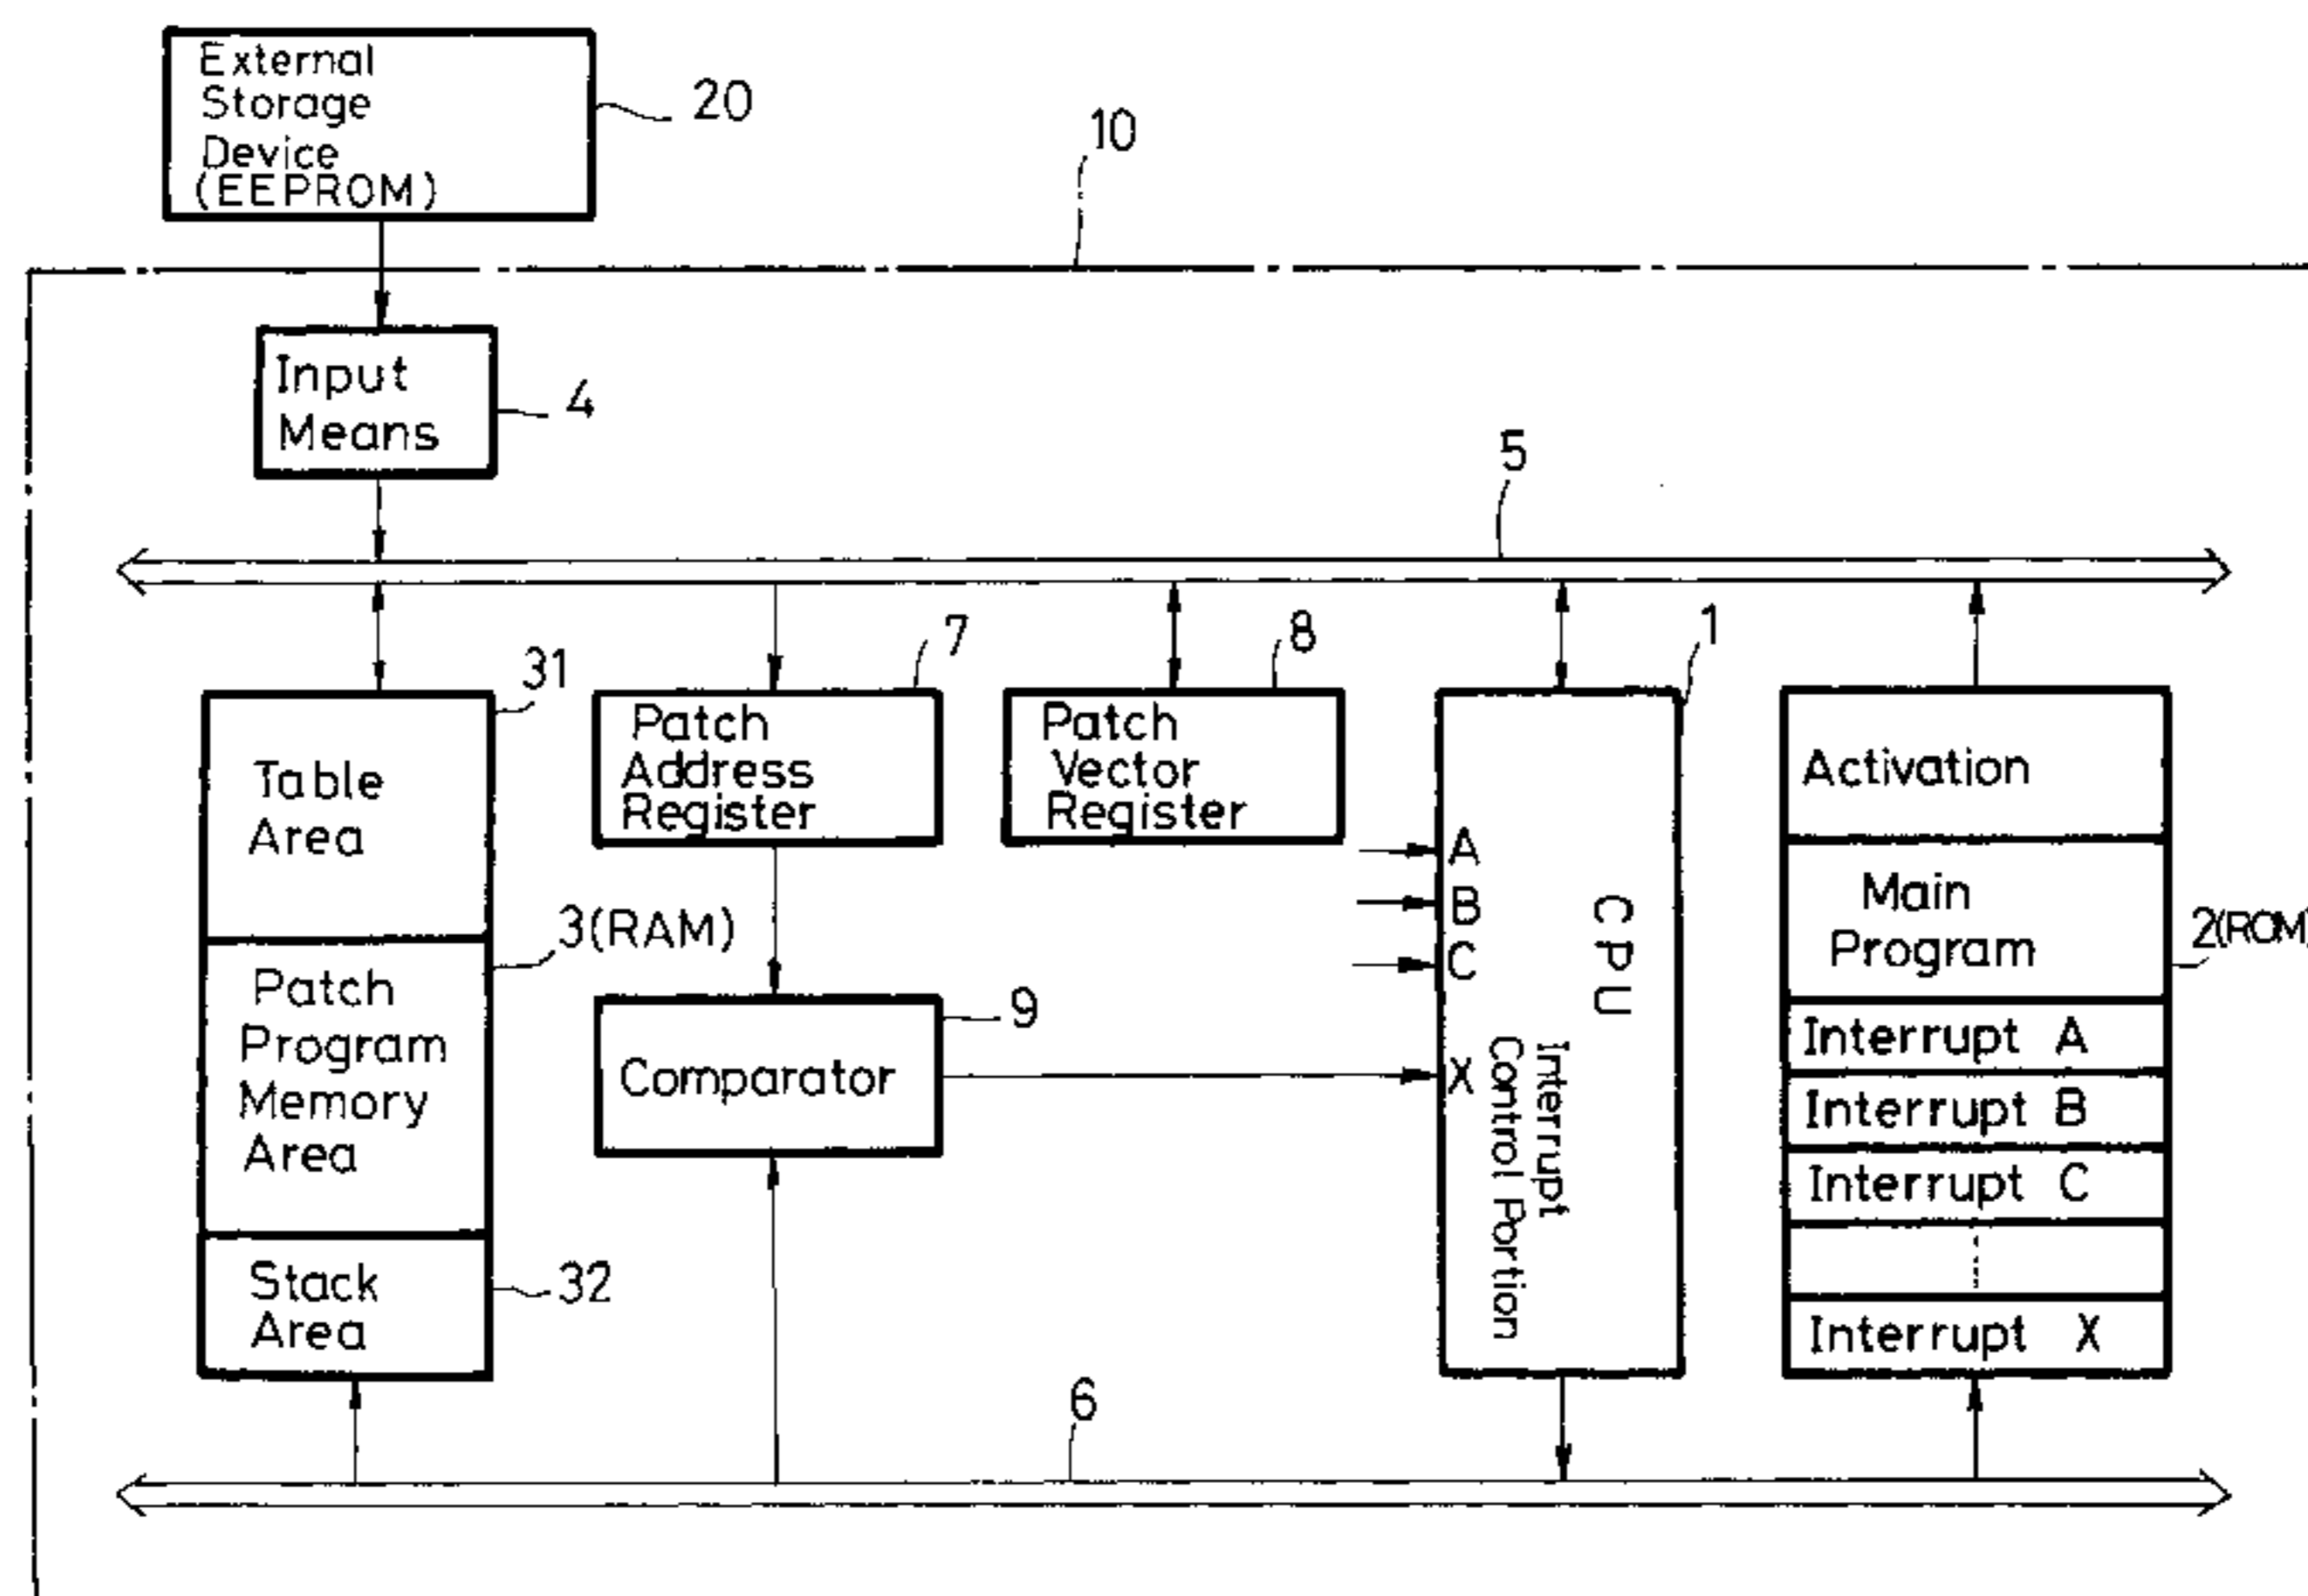 External
Storage
Device
(EEPROM)
20
10
Input
Means
4
5
31
7
8
1
Table
Area
Patch
Address
Register
Patch
Vector
Register
Activation
3(RAM)
A
B
C
X
CPU
Interrupt
Control Portion
Main
Program
2(ROM)
Patch
Program
Memory
Area
9
Comparator
Interrupt A
Interrupt B
Interrupt C
Interrupt X
Stack
Area
32
6